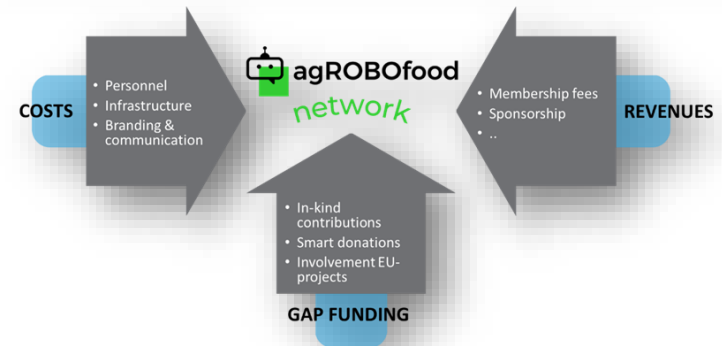 COSTS
• Personnel
• Infrastructure
• Branding &
communication
agROBOfood
network
• Membership fees
• Sponsorship
• ..
REVENUES
• In-kind
contributions
• Smart donations
• Involvement EU-
projects
GAP FUNDING